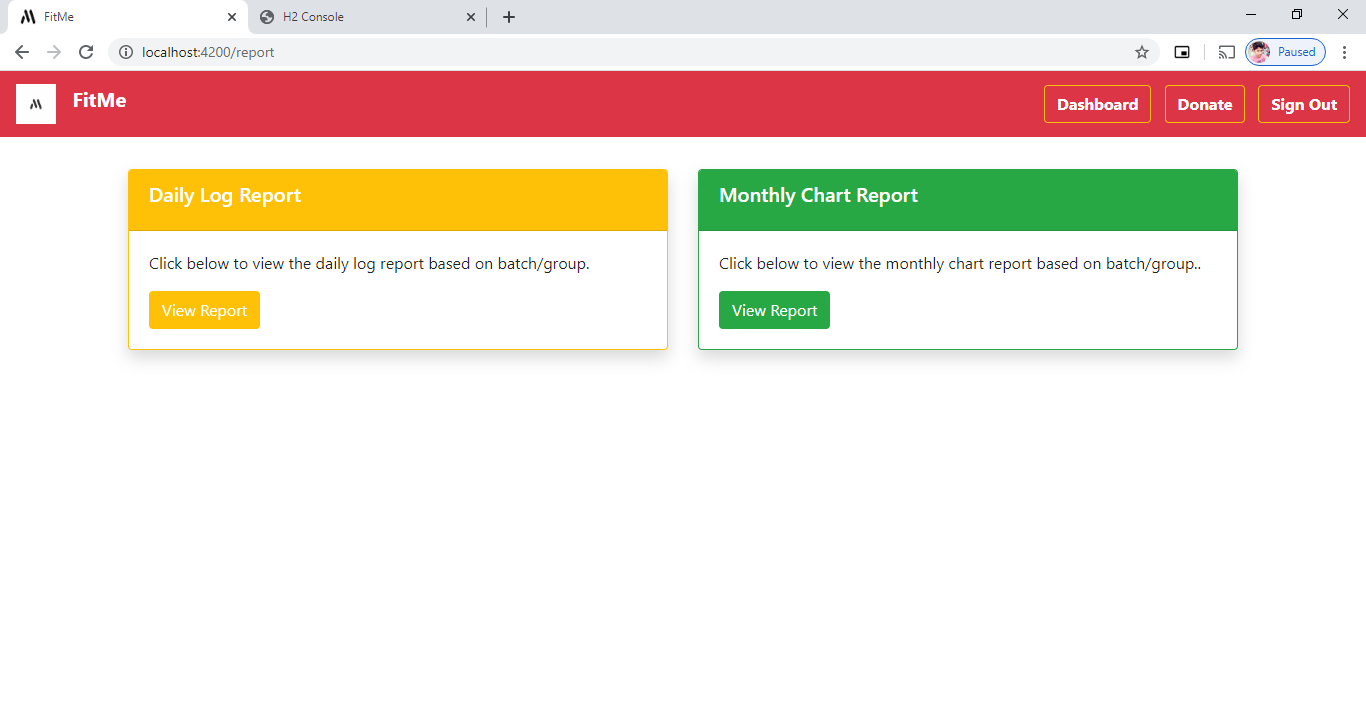 FitMe
H2 Console
localhost:4200/report
Paused
FitMe
Dashboard
Donate
Sign Out
Daily Log Report
Click below to view the daily log report based on batch/group.
View Report
Monthly Chart Report
Click below to view the monthly chart report based on batch/group..
View Report